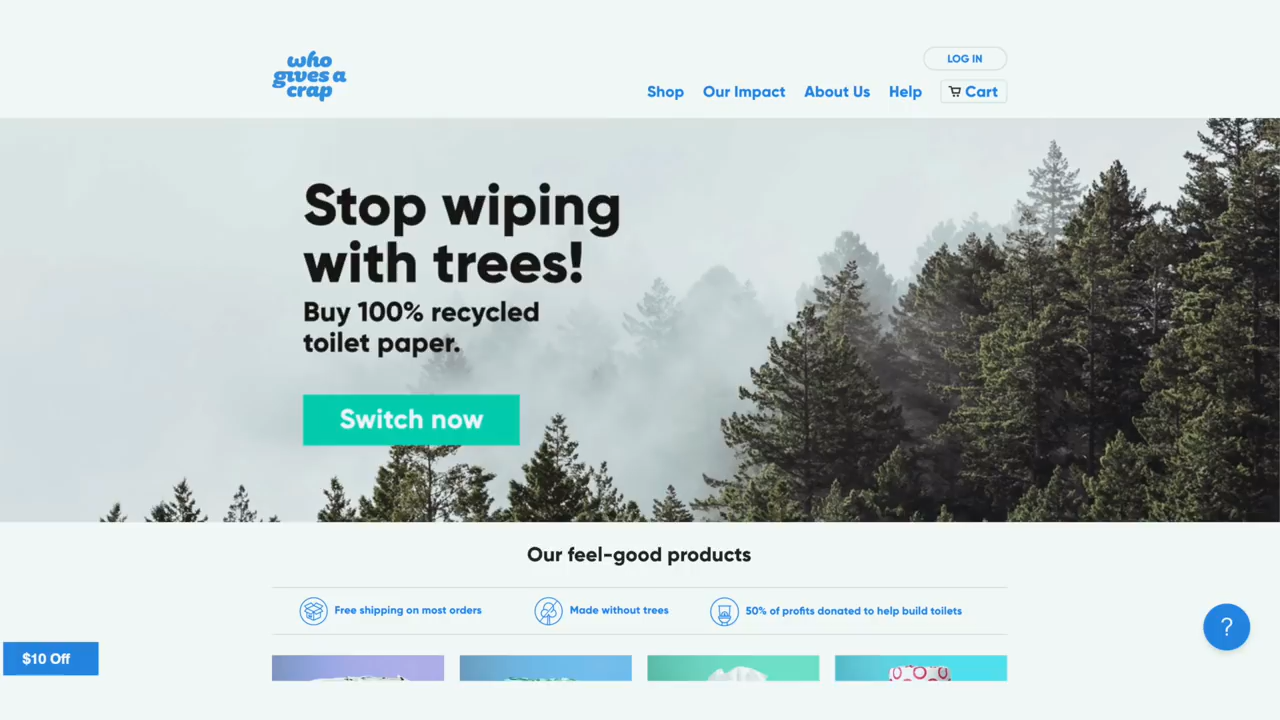 who
gives a
crap
LOG IN
Shop Our Impact About Us Help Cart
Stop wiping
with trees!
Buy 100% recycled
toilet paper.
Switch now
Our feel-good products
Free shipping on most orders Made without trees 50% of profits donated to help build toilets
?
$10 Off